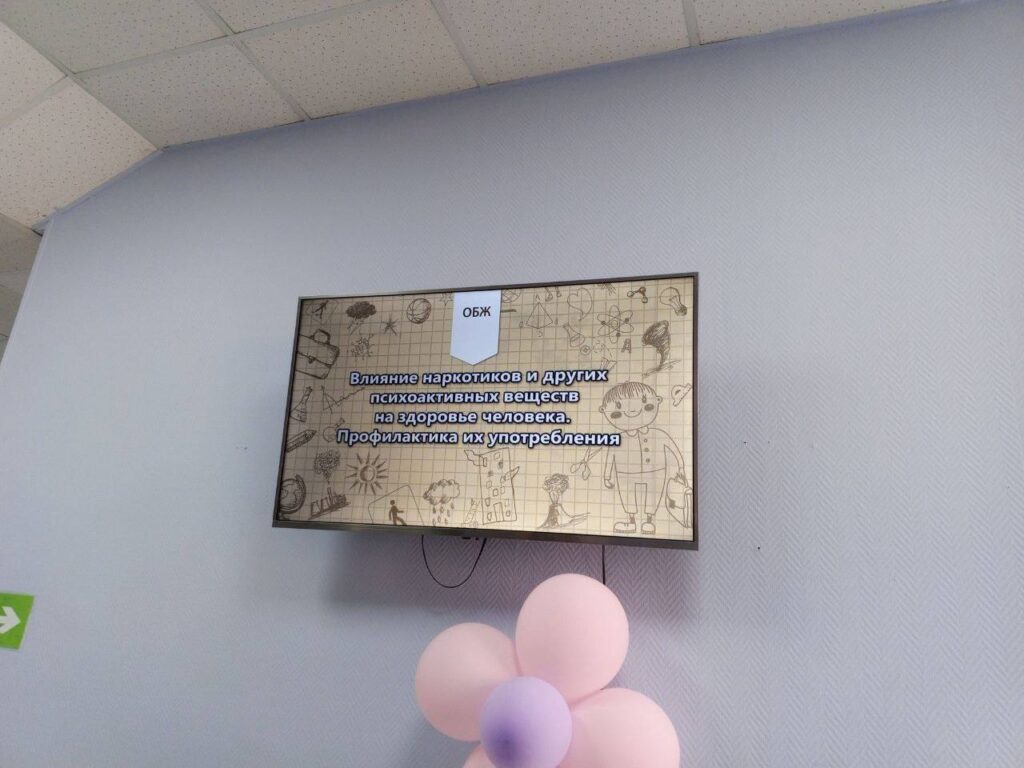 ОБЖ
Влияние наркотиков и других
психоактивных веществ
на здоровье человека.
Профилактика их употребления